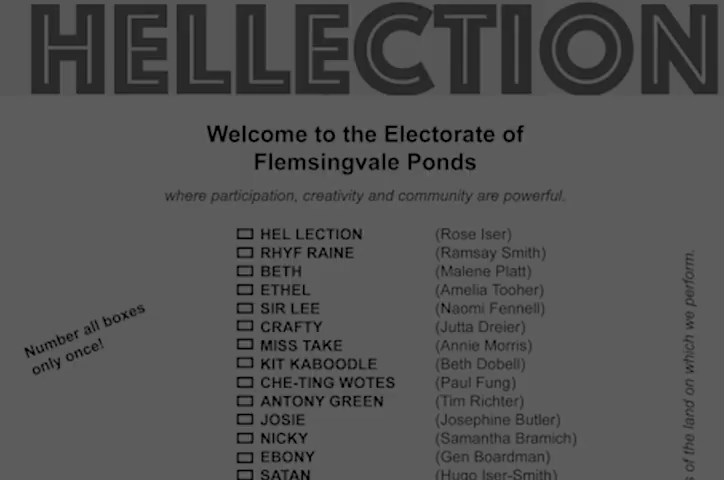 HELLECTION
Welcome to the Electorate of
Flemsingvale Ponds
where participation, creativity and community are powerful.
HEL LECTION (Rose Iser)
RHYF RAINE (Ramsay Smith)
BETH (Malene Platt)
ETHEL (Amelia Tooher)
SIR LEE (Naomi Fennell)
CRAFTY (Jutta Dreier)
MISS TAKE (Annie Morris)
KIT KABOODLE (Beth Dobell)
CHE-TING WOTES (Paul Fung)
ANTONY GREEN (Tim Richter)
JOSIE (Josephine Butler)
NICKY (Samantha Bramich)
EBONY (Gen Boardman)
SATAN (Hugo Iser-Smith)
Number all boxes
only once!
of the land on which we perform.